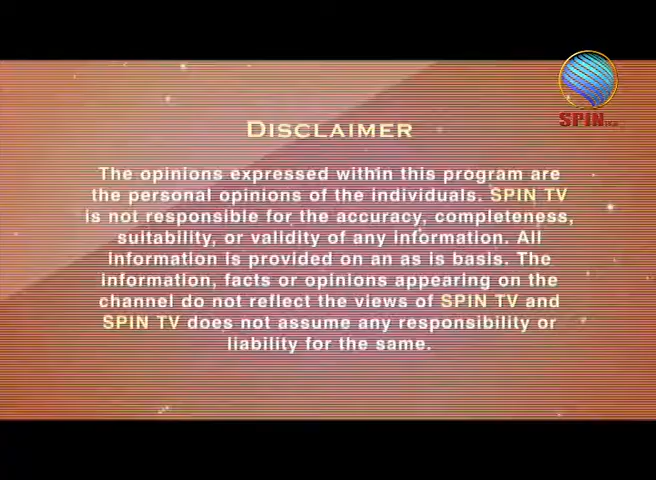 SPIN
DISCLAIMER
The opinions expressed within this program are
the personal opinions of the individuals. SPIN TV
is not responsible for the accuracy, completeness,
suitability, or validity of any information. All
information is provided on an as is basis. The
information, facts or opinions appearing on the
channel do not reflect the views of SPIN TV and
SPIN TV does not assume any responsibility or
liability for the same.